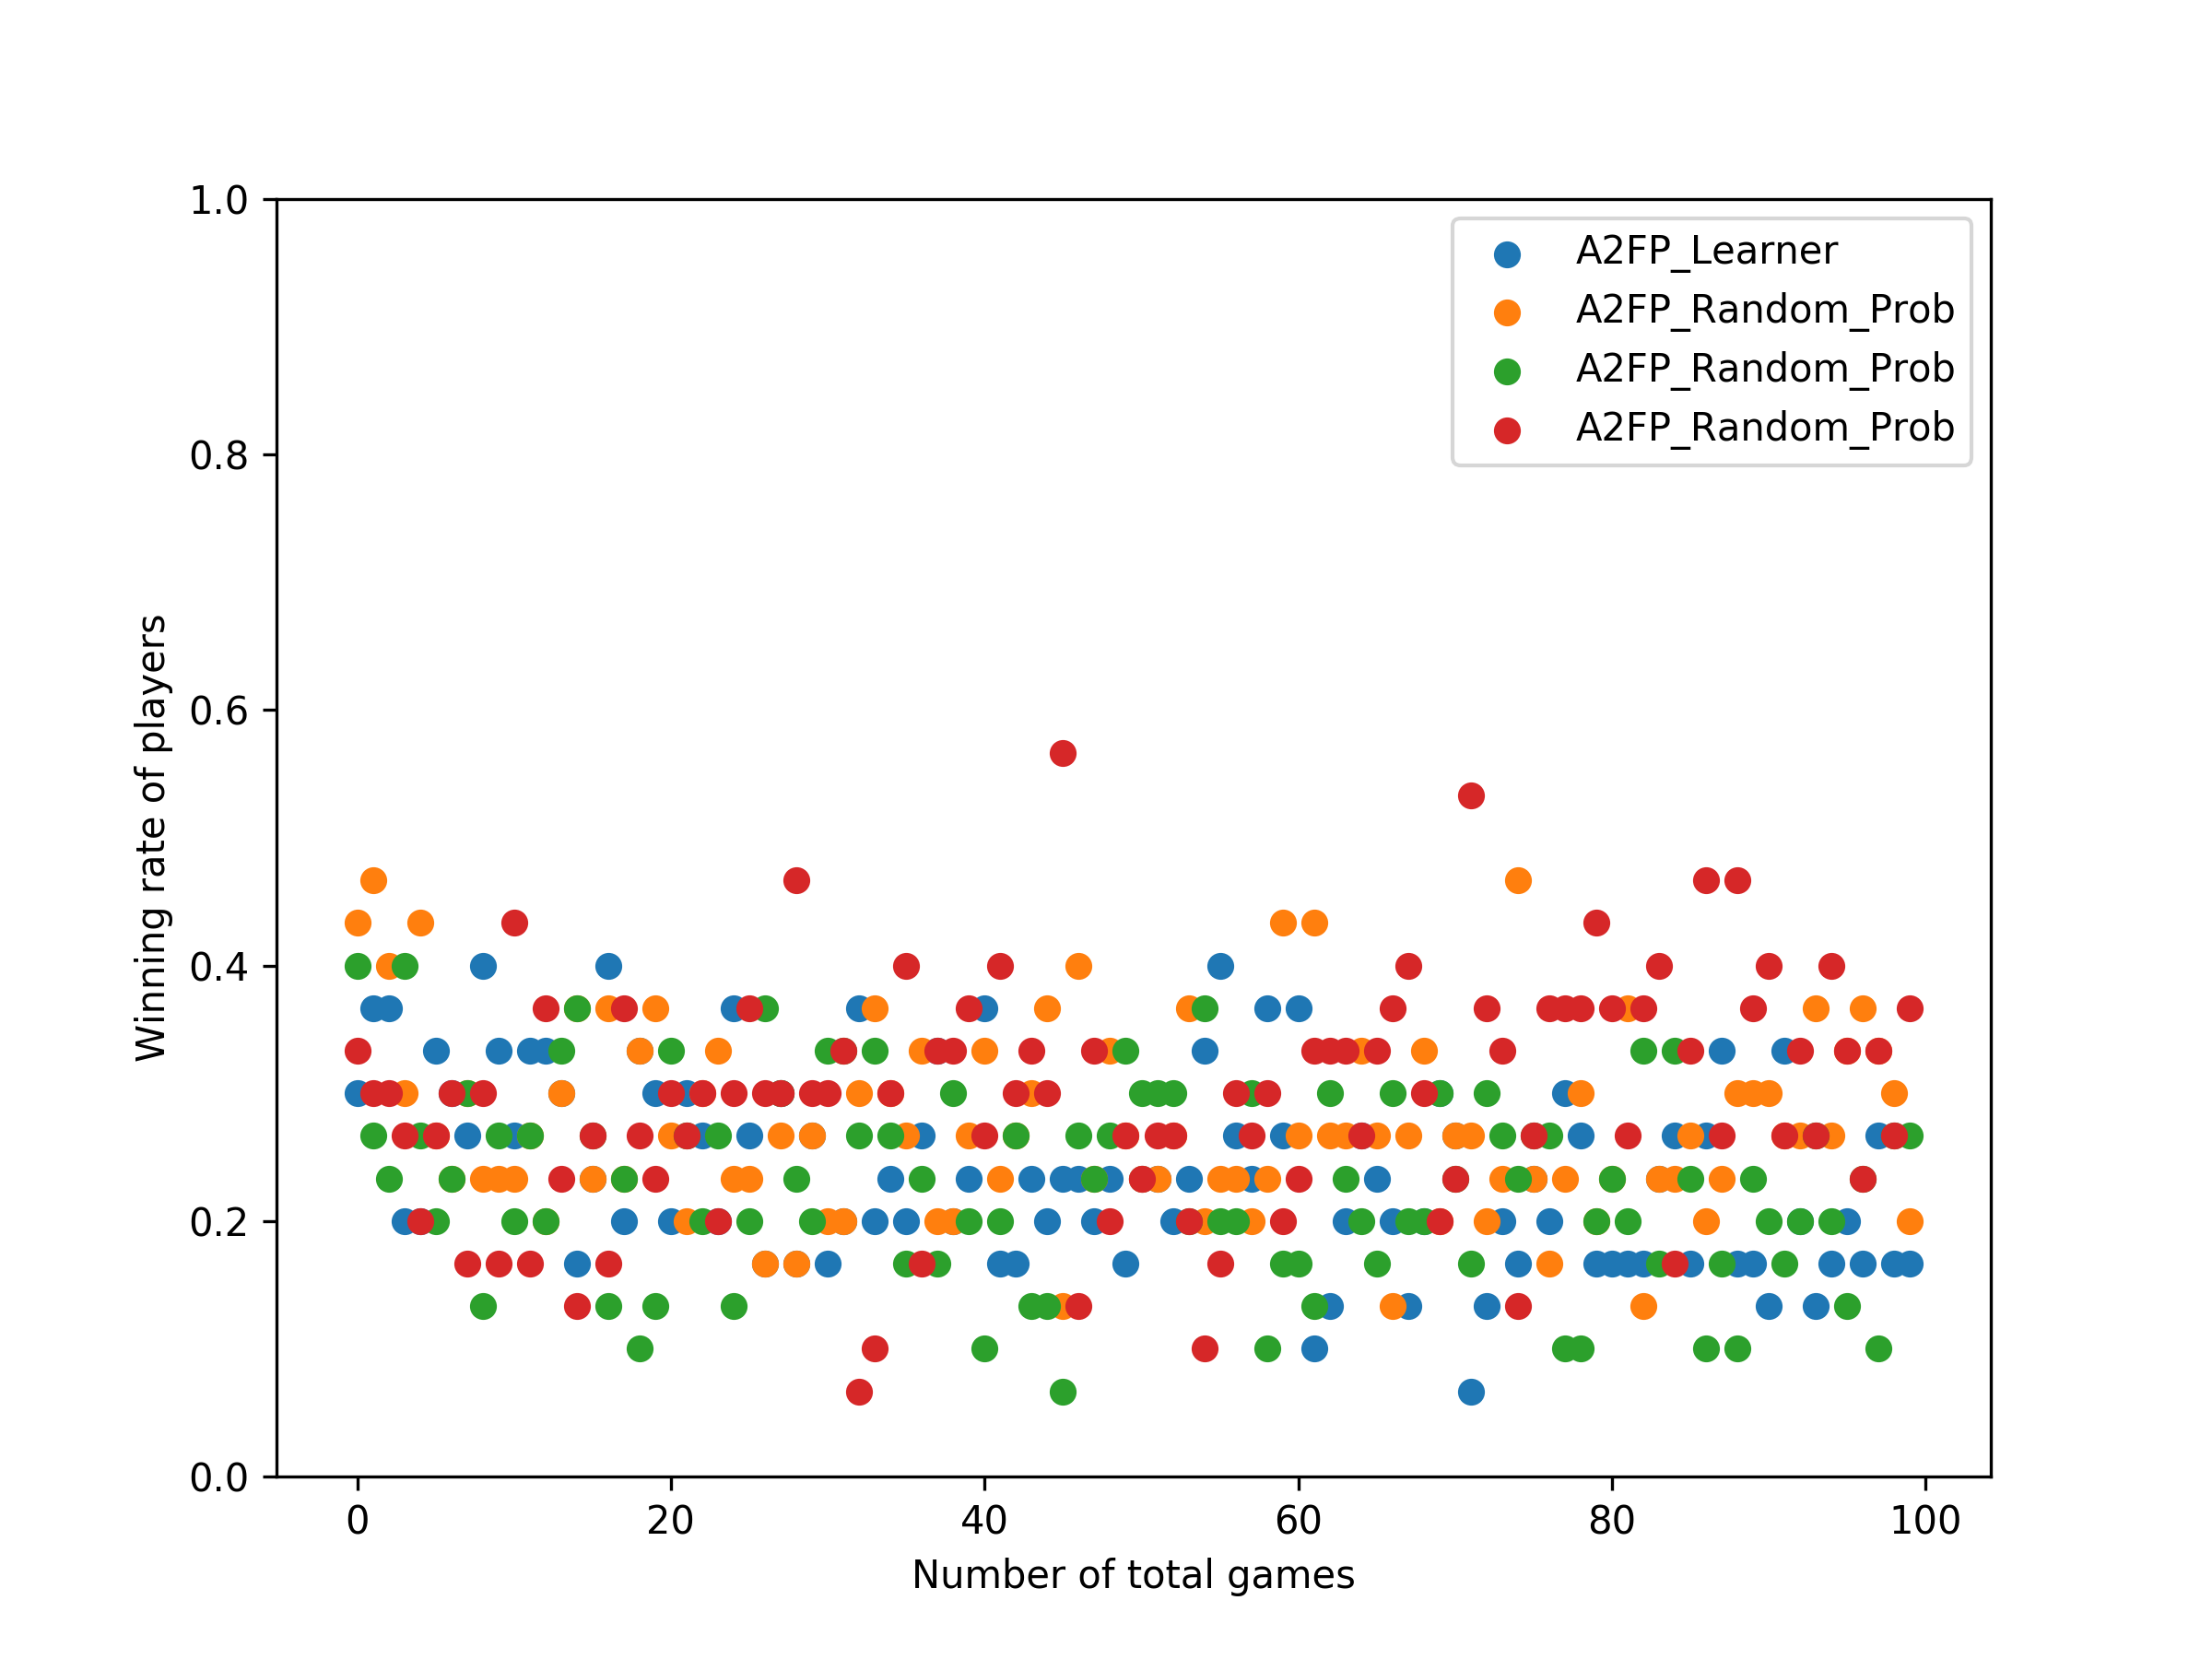 1.0
0.8
0.6
0.4
0.2
0.0
Winning rate of players
A2FP_Learner
A2FP_Random_Prob
A2FP_Random_Prob
A2FP_Random_Prob
0 20 40 60 80 100
Number of total games